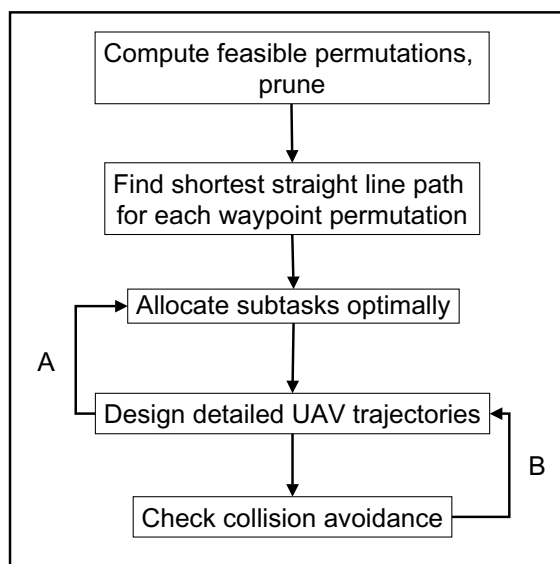 Compute feasible permutations,
prune
Find shortest straight line path
for each waypoint permutation
Allocate subtasks optimally
A
Design detailed UAV trajectories
B
Check collision avoidance